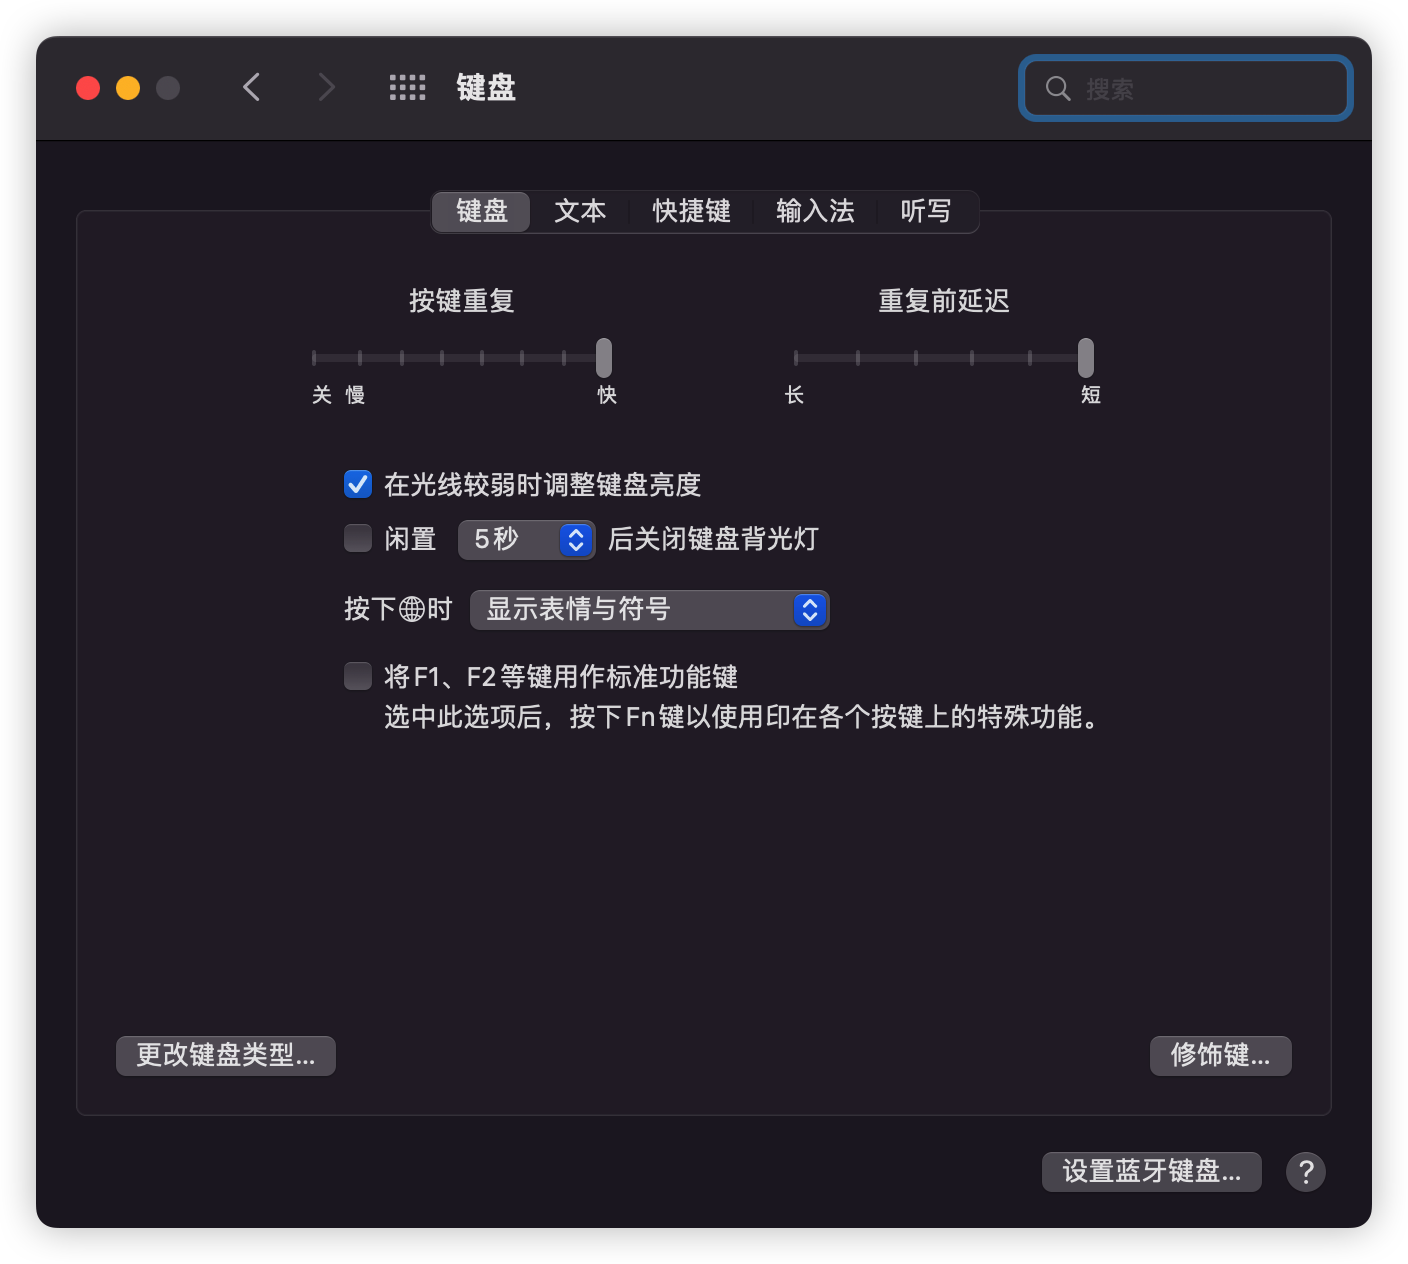 键盘
搜索
键盘 文本 快捷键 输入法 听写
按键重复 重复前延迟
关 慢 快 长 短
在光线较弱时调整键盘亮度
闲置 5秒 后关闭键盘背光灯
按下时 显示表情与符号
将F1、F2等键用作标准功能键
选中此选项后，按下Fn键以使用印在各个按键上的特殊功能。
更改键盘类型... 修饰键...
设置蓝牙键盘... ?